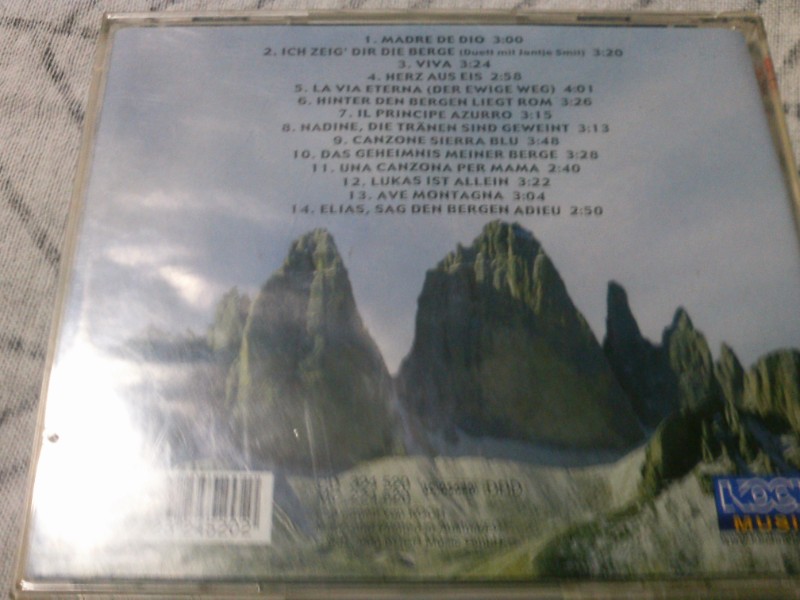 1. MADRE DE DIO 3:00
2. ICH ZEIG' DIR DIE BERGE (Duett mit Jantje Smit) 3:20
3. VIVA 3:24
4. HERZ AUS EIS 2:58
5. LA VIA ETERNA (DER EWIGE WEG) 4:01
6. HINTER DEN BERGEN LIEGT ROM 3:26
7. IL PRINCIPE AZURRO 3:15
8. NADINE, DIE TRÄNEN SIND GEWEINT 3:13
9. CANZONE SIERRA BLU 3:48
10. DAS GEHEIMNIS MEINER BERGE 3:28
11. UNA CANZONA PER MAMA 2:40
12. LUKAS IST ALLEIN 3:22
13. AVE MONTAGNA 3:04
14. ELIAS, SAG DEN BERGEN ADIEU 2:50